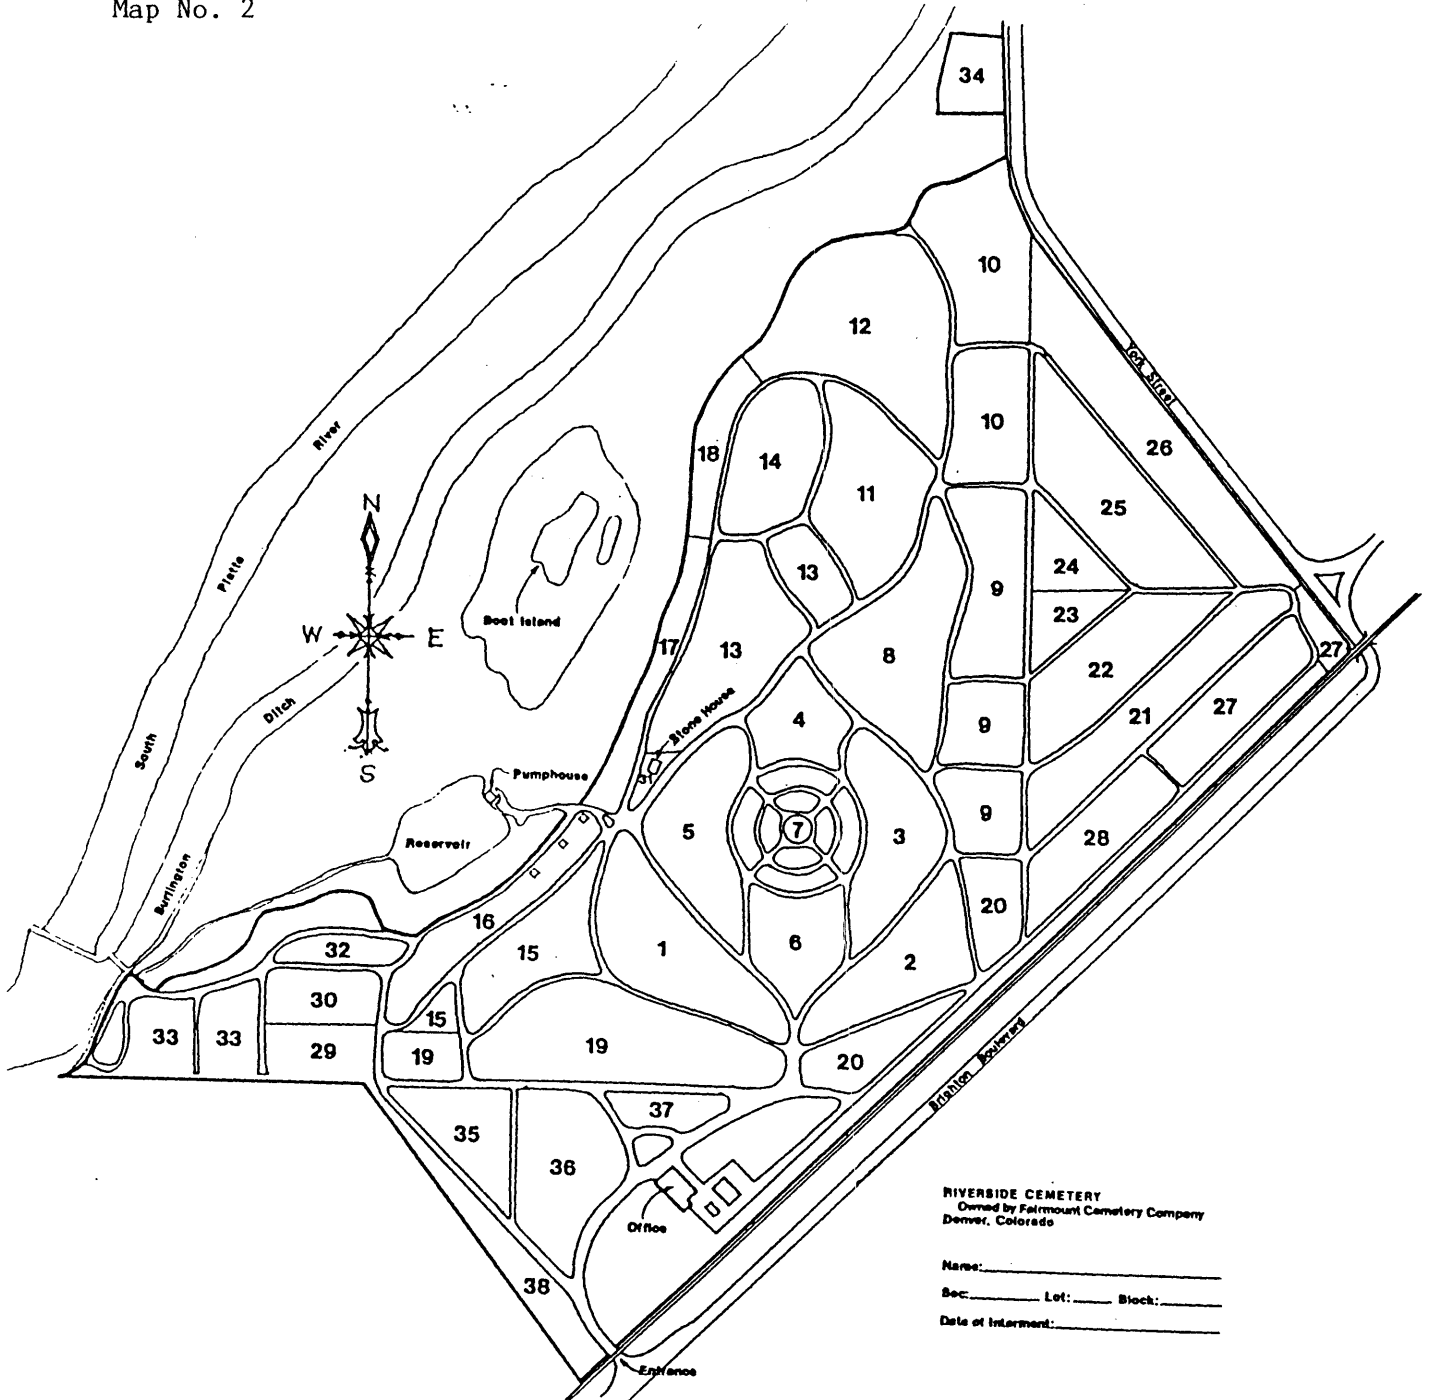 Map No. 2
34
10
12
York Street
10
26
River
18
14
11
25
N
Platte
13
24
9
23
Boot Island
W
E
17
13
8
22
27
Stone House
4
9
21
27
Ditch
South
S
Pumphouse
31
5
7
3
9
28
Reservoir
Burlington
16
20
32
15
1
6
2
30
15
33
33
29
19
19
20
Brighton Boulevard
35
37
36
Office
38
Entrance
RIVERSIDE CEMETERY
Owned by Fairmount Cemetery Company
Denver, Colorado
Name:
Sec: Lot: Block:
Date of Interment: